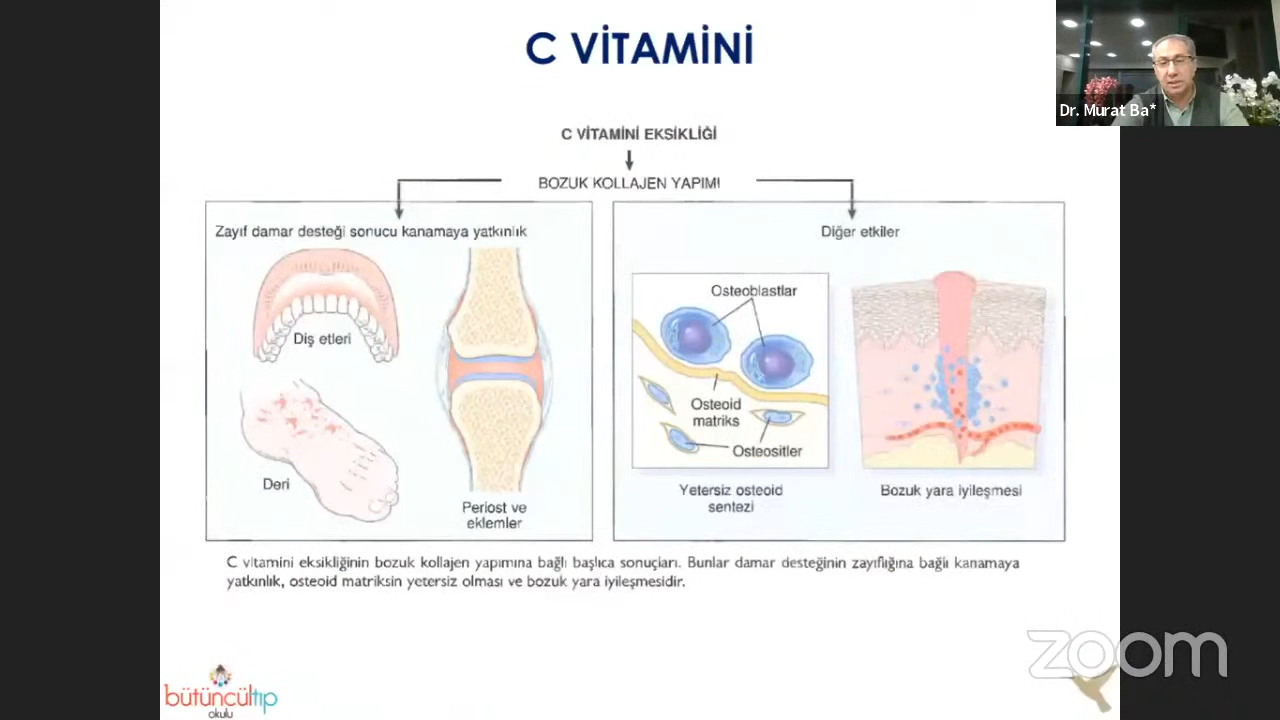 C VİTAMİNİ
Dr. Murat Ba*
C VİTAMİNİ EKSİKLİĞİ
BOZUK KOLLAJEN YAPIMI
Zayıf damar desteği sonucu kanamaya yatkınlık
Diş etleri
Deri
Periost ve
eklemler
Diğer etkiler
Osteoblastlar
Osteoid
matriks
Osteositler
Yetersiz osteoid
sentezi
Bozuk yara iyileşmesi
C vitamini eksikliğinin bozuk kollajen yapımına bağlı başlıca sonuçları. Bunlar damar desteğinin zayıflığına bağlı kanamaya
yatkınlık, osteoid matriksin yetersiz olması ve bozuk yara iyileşmesidir.
zoom
bütüncültıp
okulu